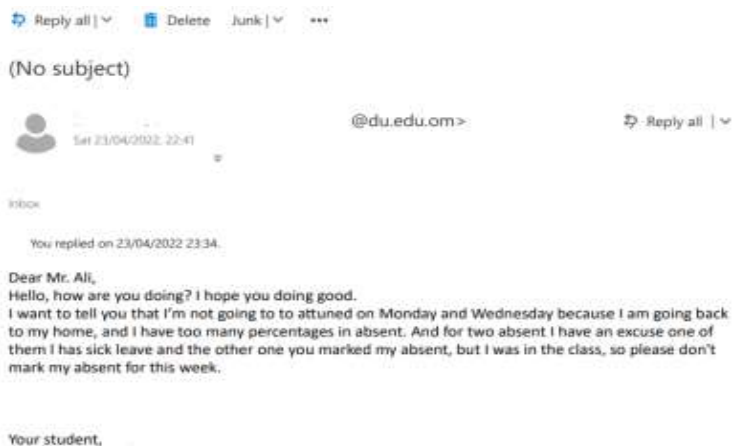 Reply all | Delete Junk | ...
(No subject)
@du.edu.om> Reply all |
Sat 23/04/2022, 22:41
Inbox
You replied on 23/04/2022 23:34.
Dear Mr. Ali,
Hello, how are you doing? I hope you doing good.
I want to tell you that I'm not going to to attuned on Monday and Wednesday because I am going back
to my home, and I have too many percentages in absent. And for two absent I have an excuse one of
them I has sick leave and the other one you marked my absent, but I was in the class, so please don't
mark my absent for this week.
Your student,